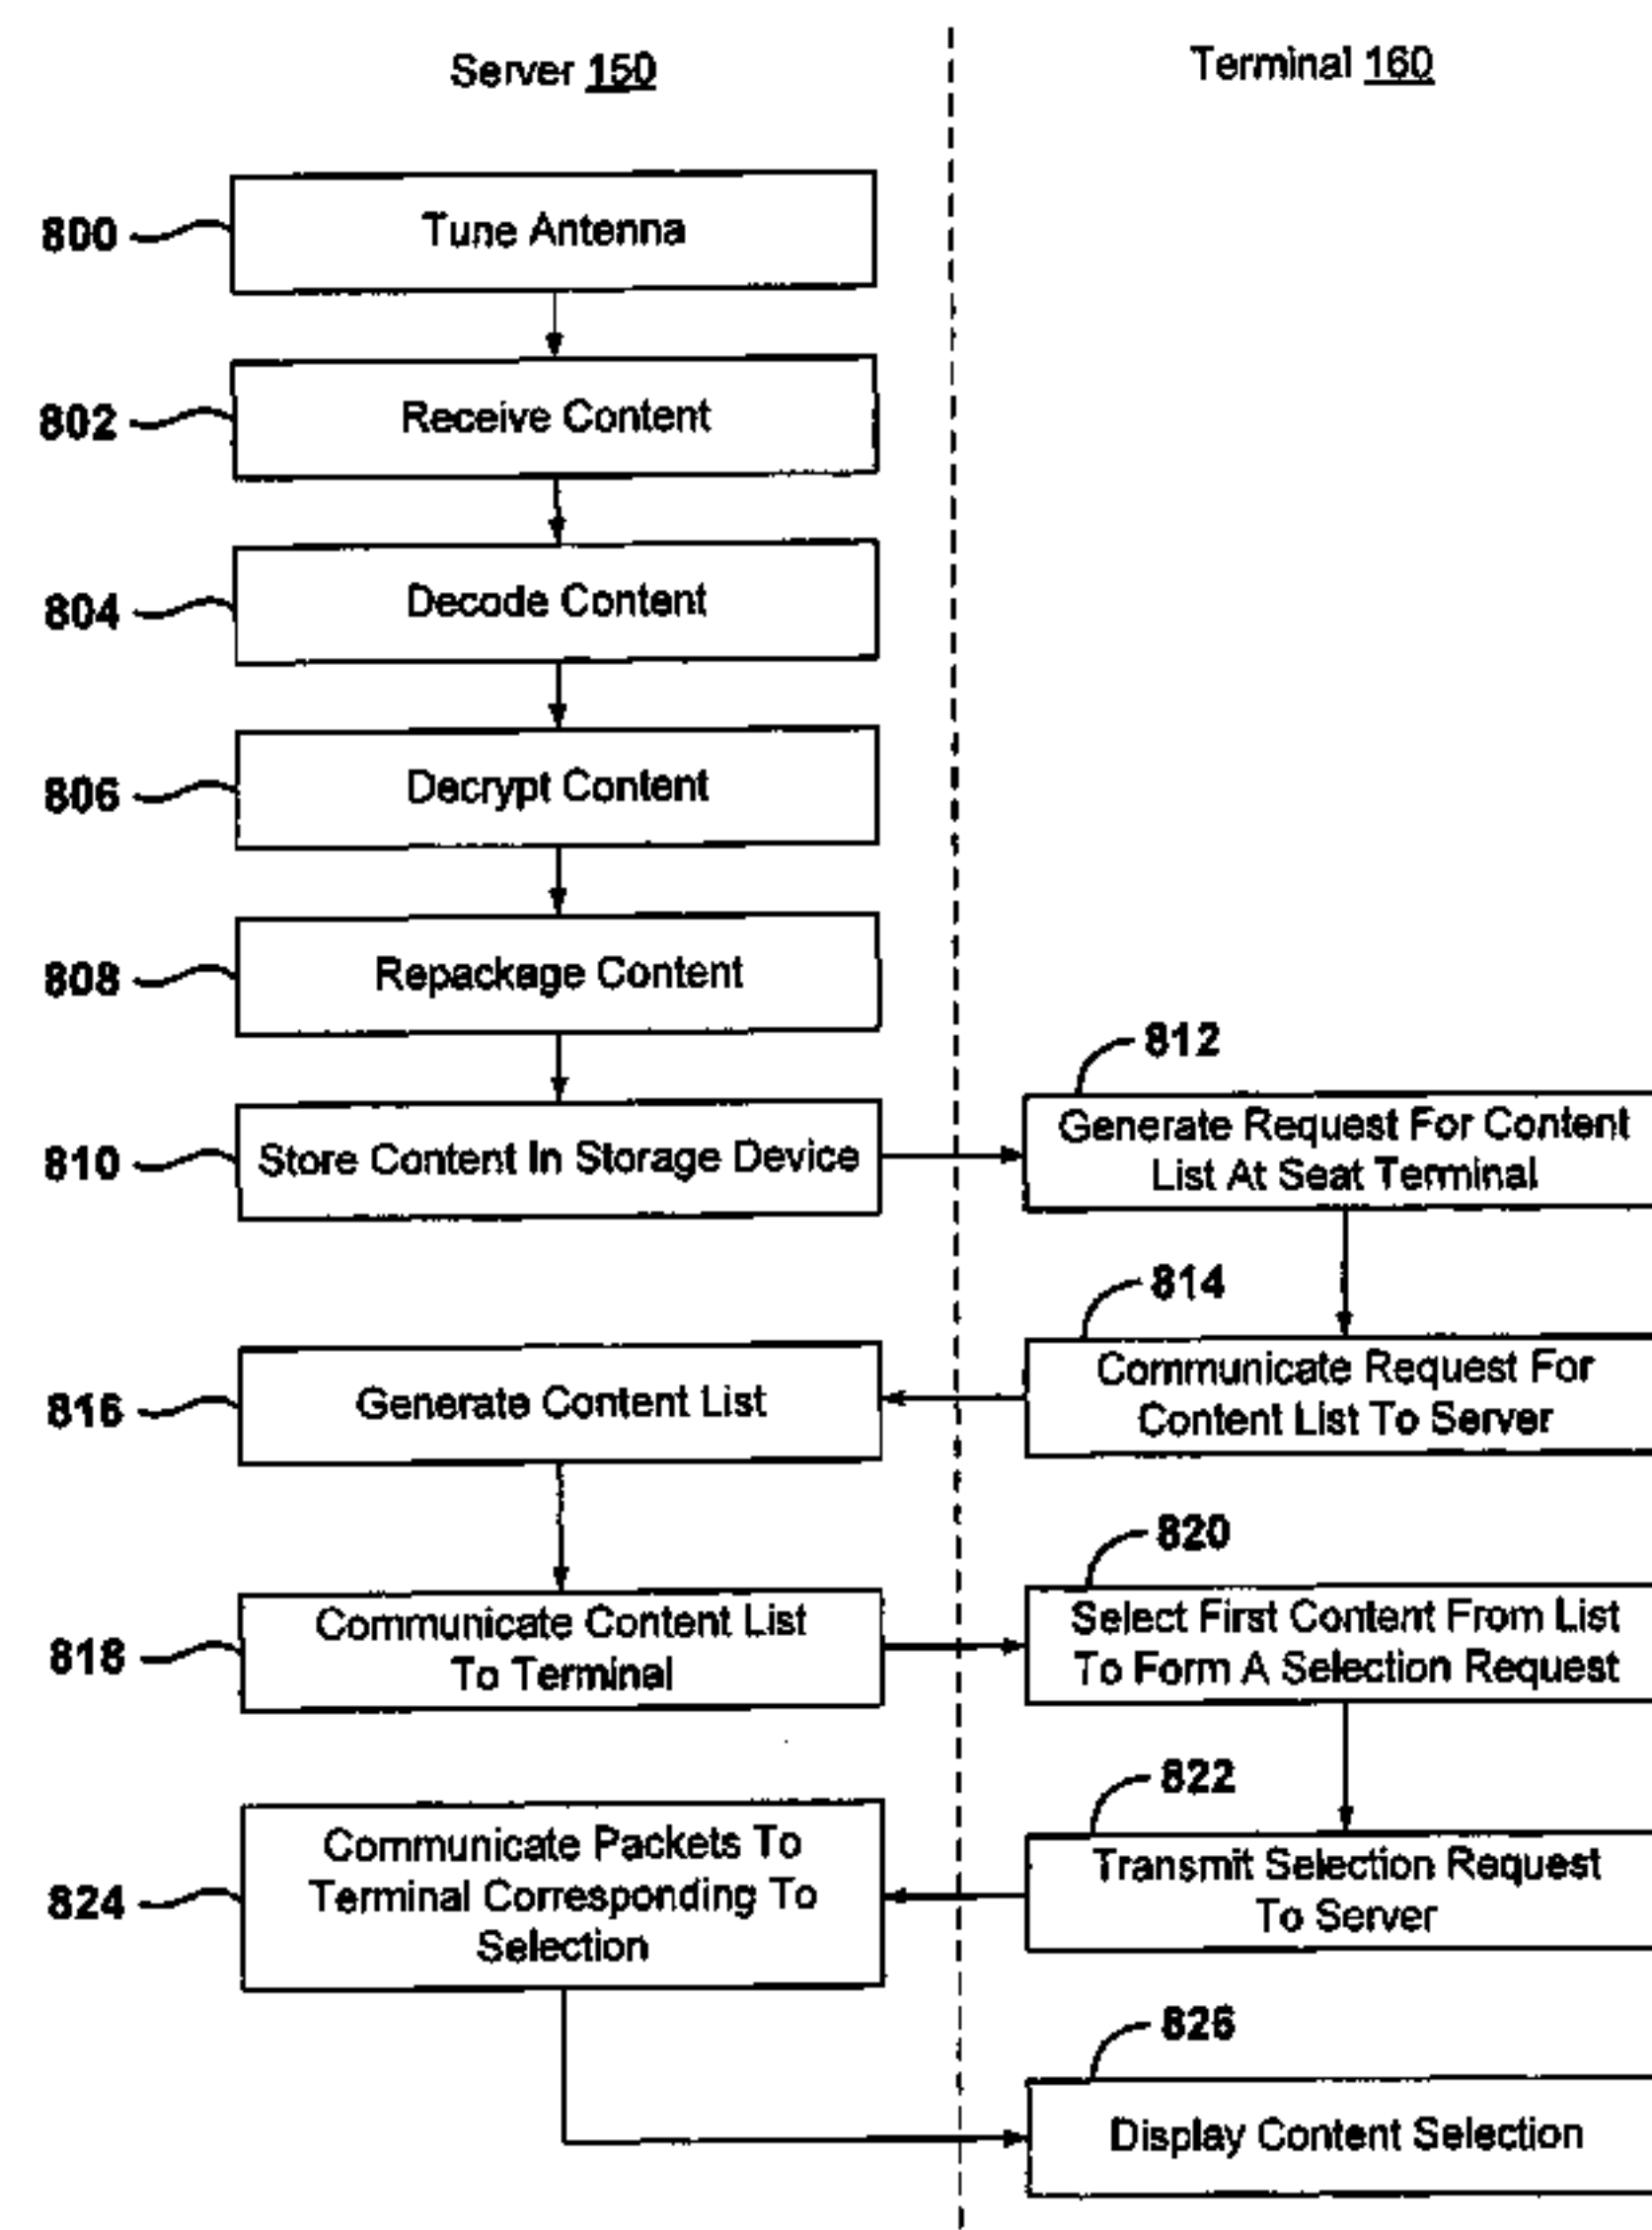 Server 150
Terminal 160
800
Tune Antenna
802
Receive Content
804
Decode Content
806
Decrypt Content
808
Repackage Content
810
Store Content In Storage Device
812
Generate Request For Content
List At Seat Terminal
814
Communicate Request For
Content List To Server
816
Generate Content List
818
Communicate Content List
To Terminal
820
Select First Content From List
To Form A Selection Request
822
Transmit Selection Request
To Server
824
Communicate Packets To
Terminal Corresponding To
Selection
826
Display Content Selection